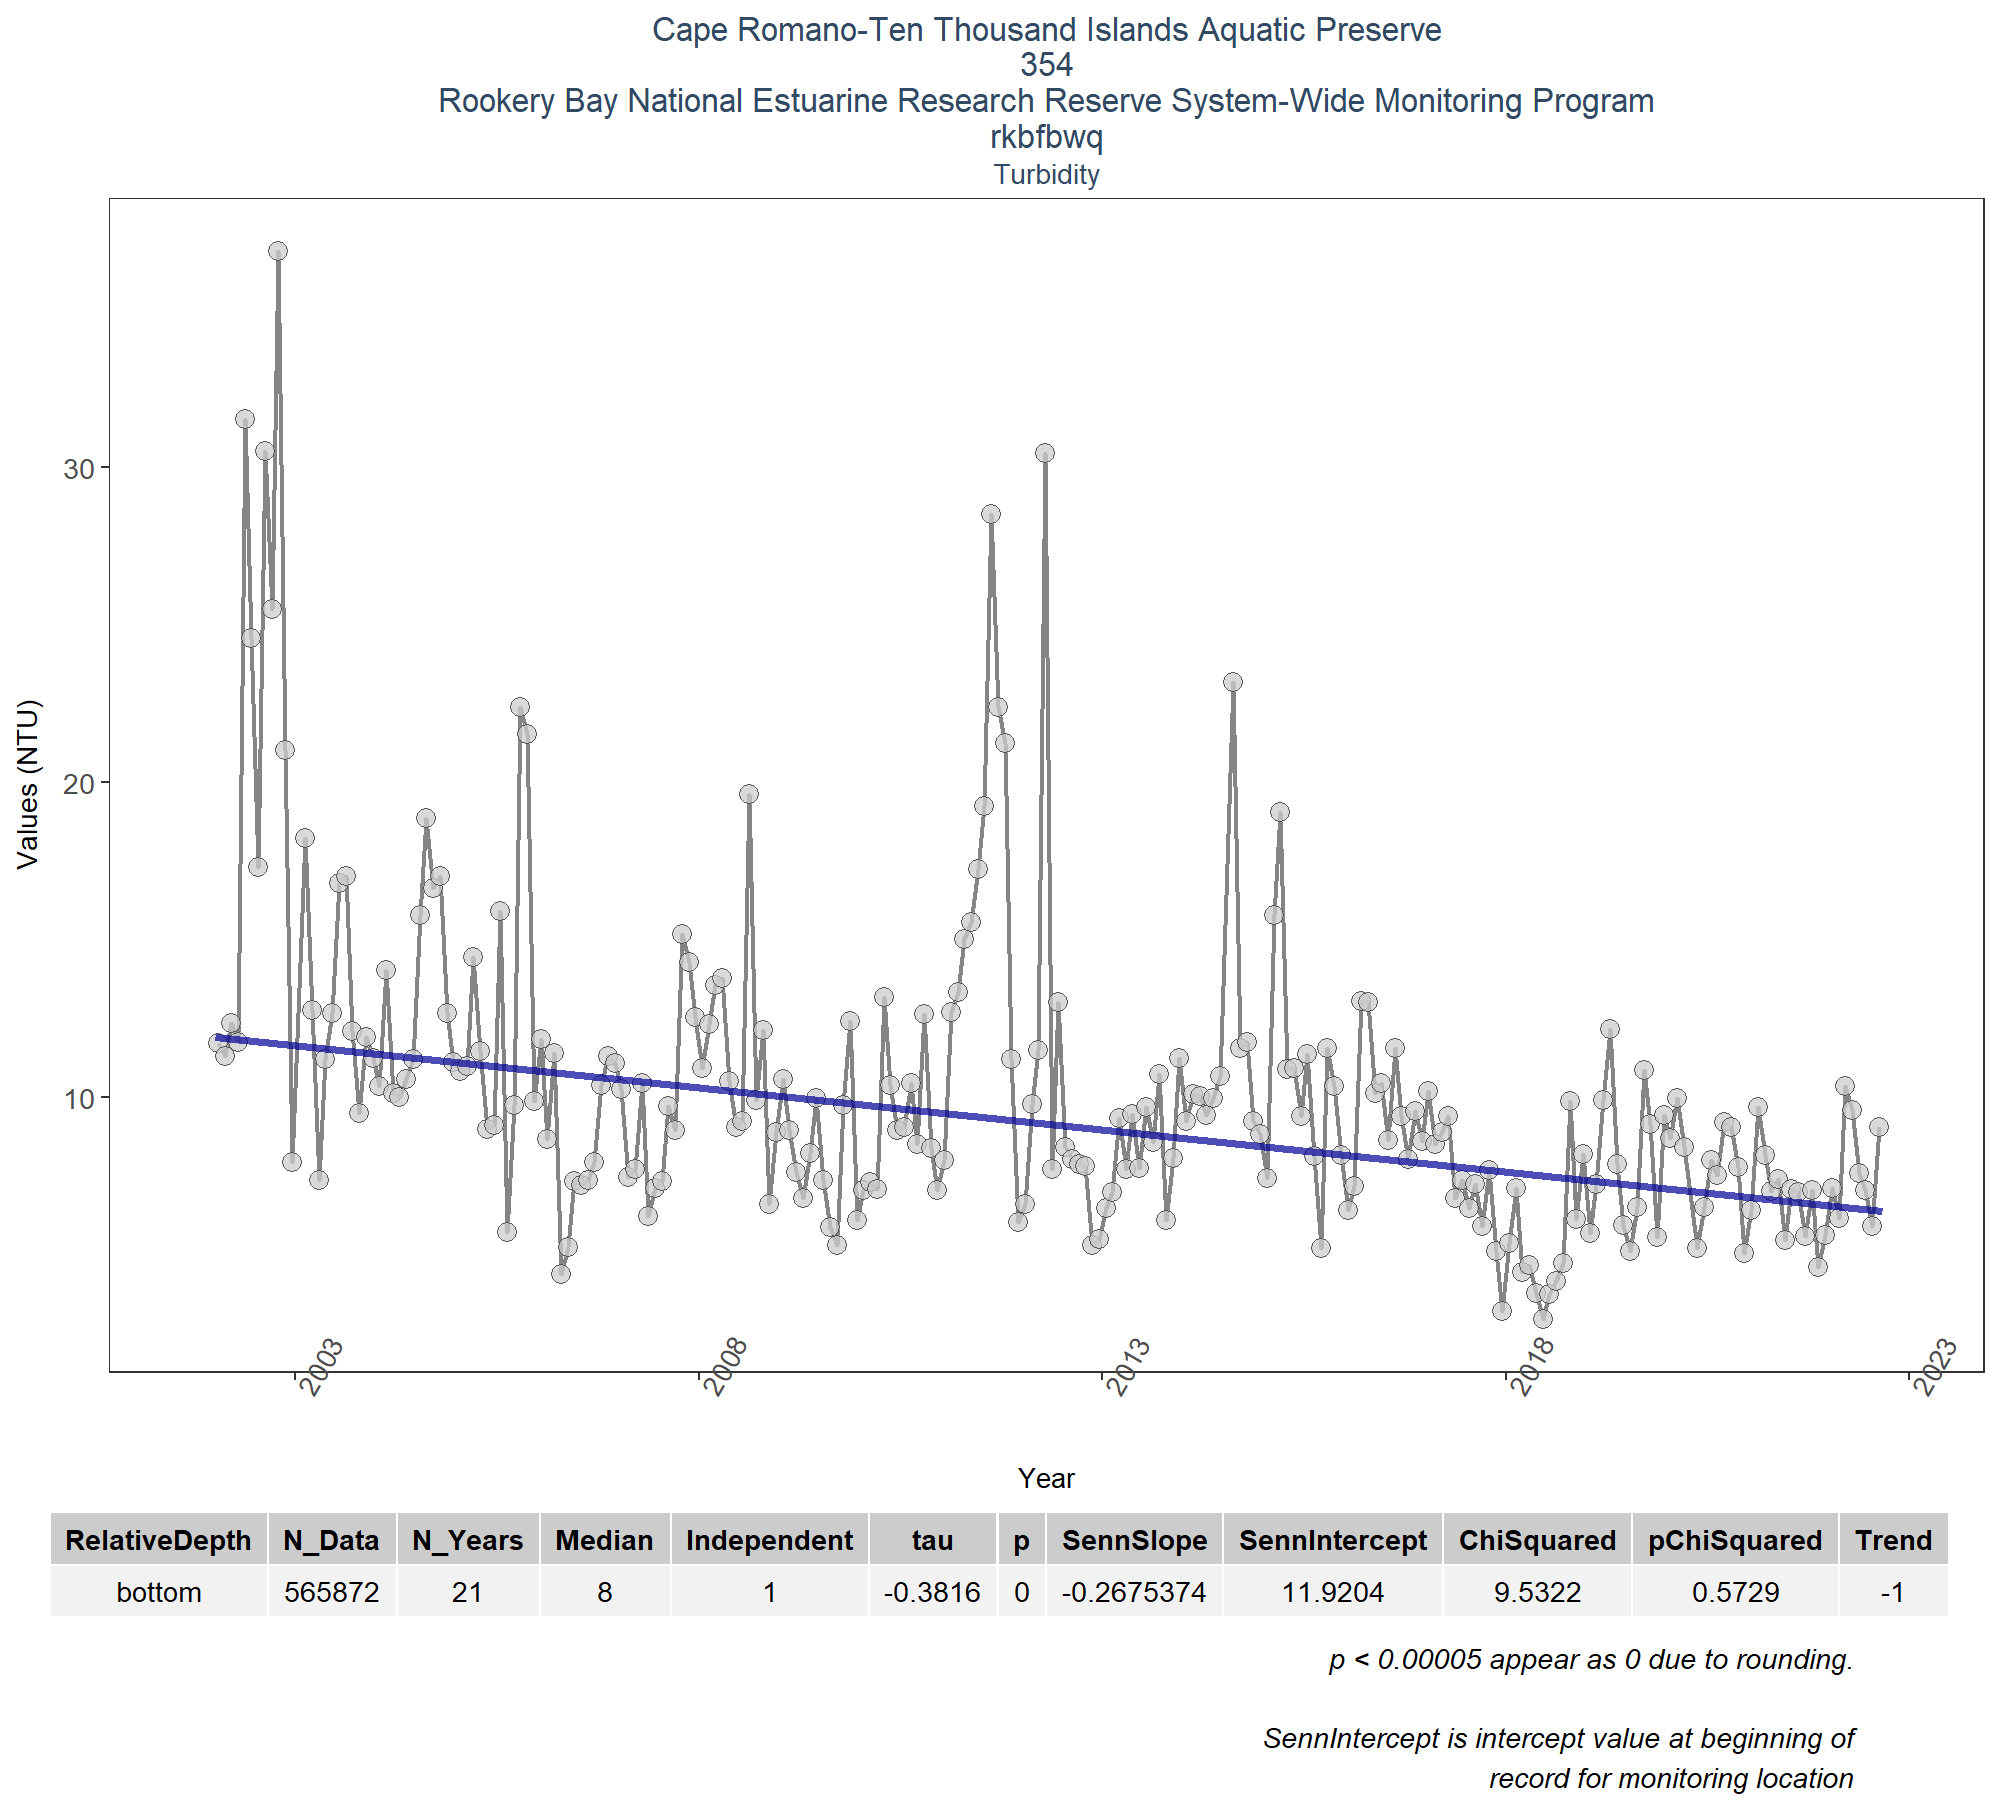 Cape Romano-Ten Thousand Islands Aquatic Preserve
354
Rookery Bay National Estuarine Research Reserve System-Wide Monitoring Program
rkbfbwq
Turbidity
Values (NTU)
30
20
10
2003 2008 2013 2018 2023
Year
RelativeDepth N_Data N_Years Median Independent tau p SennSlope SennIntercept ChiSquared pChiSquared Trend
bottom 565872 21 8 1 -0.3816 0 -0.2675374 11.9204 9.5322 0.5729 -1
p < 0.00005 appear as 0 due to rounding.
SennIntercept is intercept value at beginning of
record for monitoring location